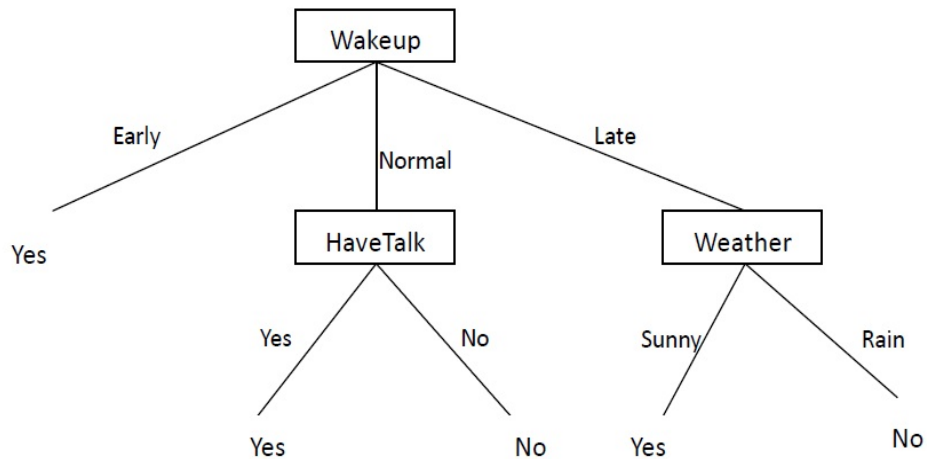 Wakeup
Early
Normal
Late
Yes
HaveTalk
Weather
Yes
No
Sunny
Rain
Yes
No
Yes
No